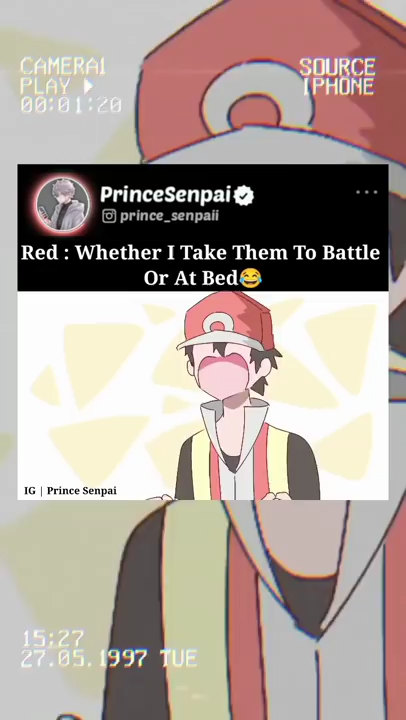 CAMERA1
PLAY ▶
00:01:20
SOURCE
IPHONE
PrinceSenpai
prince_senpaii
Red : Whether I Take Them To Battle
Or At Bed😂
IG | Prince Senpai
15:27
27.05.1997 TUE